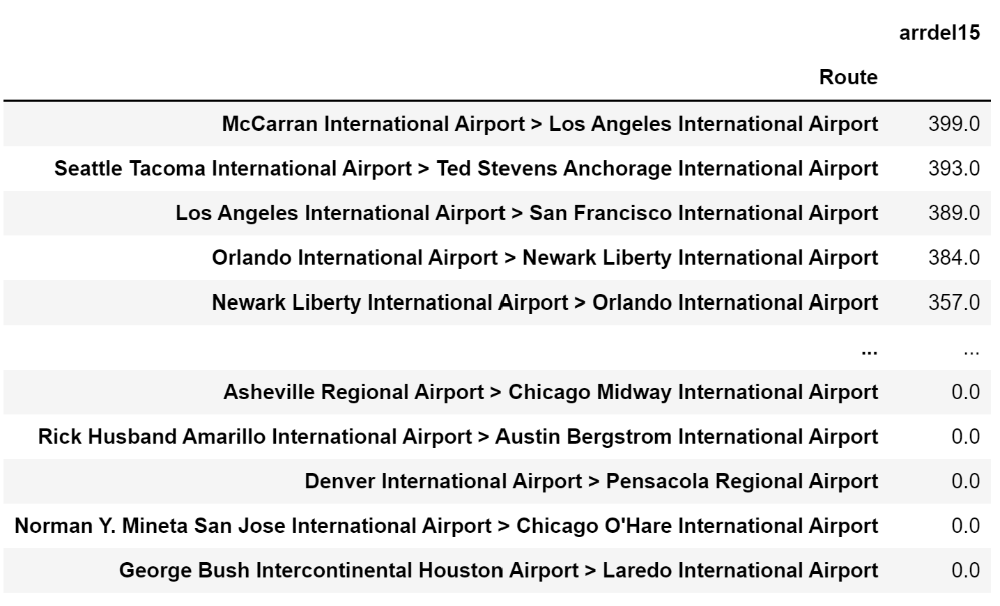 arrdel15
Route
McCarran International Airport > Los Angeles International Airport 399.0
Seattle Tacoma International Airport > Ted Stevens Anchorage International Airport 393.0
Los Angeles International Airport > San Francisco International Airport 389.0
Orlando International Airport > Newark Liberty International Airport 384.0
Newark Liberty International Airport > Orlando International Airport 357.0
... ...
Asheville Regional Airport > Chicago Midway International Airport 0.0
Rick Husband Amarillo International Airport > Austin Bergstrom International Airport 0.0
Denver International Airport > Pensacola Regional Airport 0.0
Norman Y. Mineta San Jose International Airport > Chicago O'Hare International Airport 0.0
George Bush Intercontinental Houston Airport > Laredo International Airport 0.0